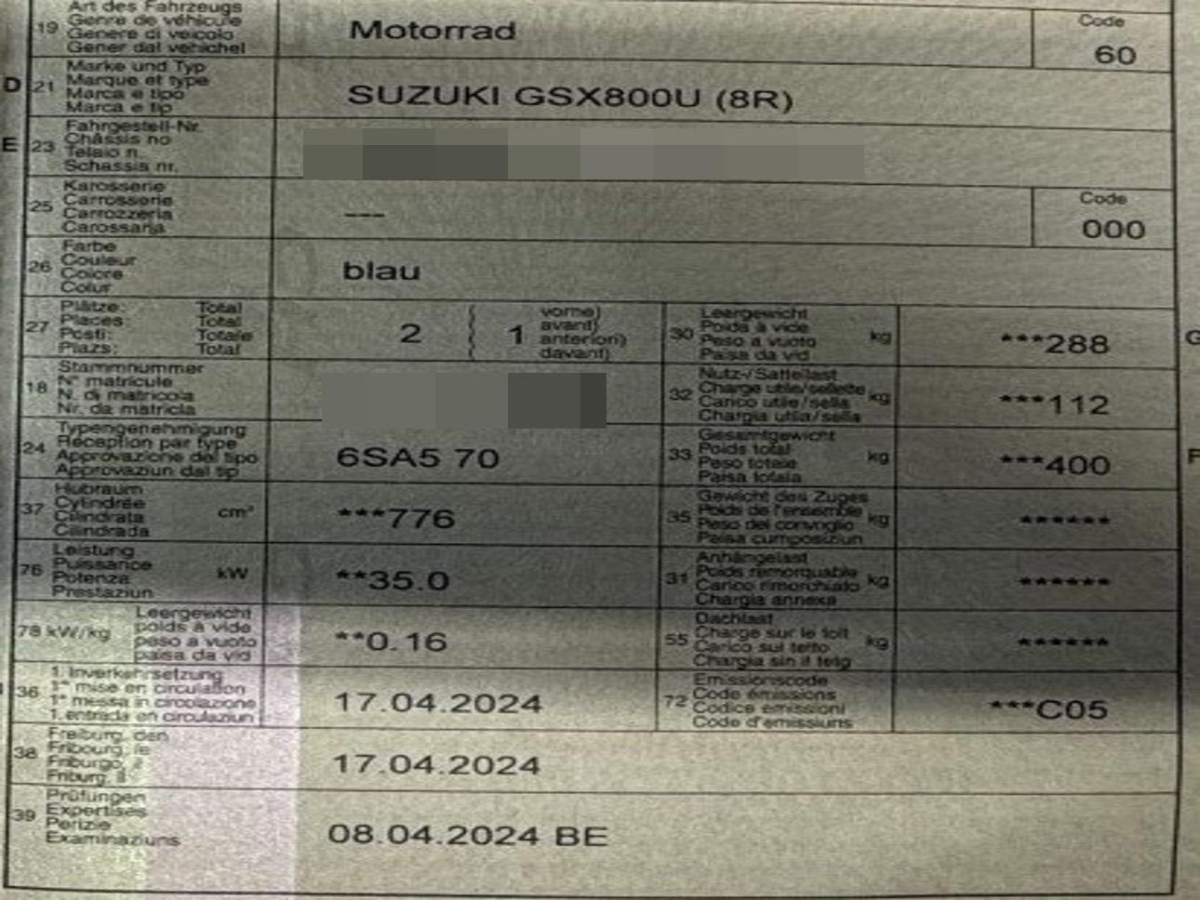 Art des Fahrzeugs
19 Genre de véhicule Motorrad Code
Genere di veicolo 60
Gener dal vehichel
Marke und Typ
D 21 Marque et type SUZUKI GSX800U (8R)
Marca e tipo
Marca e tip
Fahrgestell-Nr.
E 23 Châssis no
Telaio n.
Schassis nr.
Karosserie
25 Carrosserie --- Code
Carrozzeria 000
Carossaria
Farbe
26 Couleur blau
Colore
Colur
Plätze: Total vorne) Leergewicht
27 Places: Total 2 ( 1 avant) 30 Poids à vide kg ***288 G
Posti: Totale anteriori) Peso a vuoto
Plazs: Total davant) Paisa da vid
Stammnummer Nutz-/Sattellast
18 N° matricule 32 Charge utile/sellette kg ***112
N. di matricola Carico utile/sella
Nr. da matricla Chargia utila/sella
Typengenehmigung Gesamtgewicht
24 Réception par type 6SA5 70 33 Poids total kg ***400 F
Approvazione del tipo Peso totale
Approvaziun dal tip Paisa totala
Hubraum Gewicht des Zuges
37 Cylindrée cm³ ***776 35 Poids de l'ensemble kg ******
Cilindrata Peso del convoglio
Cilindrada Paisa cumposiziun
Leistung Anhängelast
76 Puissance kW **35.0 31 Poids remorquable kg ******
Potenza Carico rimorchiato
Prestaziun Chargia annexa
Leergewicht Dachlast
78 kW/kg poids à vide **0.16 55 Charge sur le toit kg ******
peso a vuoto Carico sul tetto
paisa da vid Chargia sin il tetg
1. Inverkehrsetzung Emissionscode
36 1re mise en circulation 17.04.2024 72 Code émissions ***C05
1a messa in circolazione Codice emissioni
1. entrada en circulaziun Code d'emissiuns
Freiburg, den
38 Fribourg, le 17.04.2024
Friburgo, il
Friburg, il
Prüfungen
39 Expertises 08.04.2024 BE
Perizie
Examinaziuns